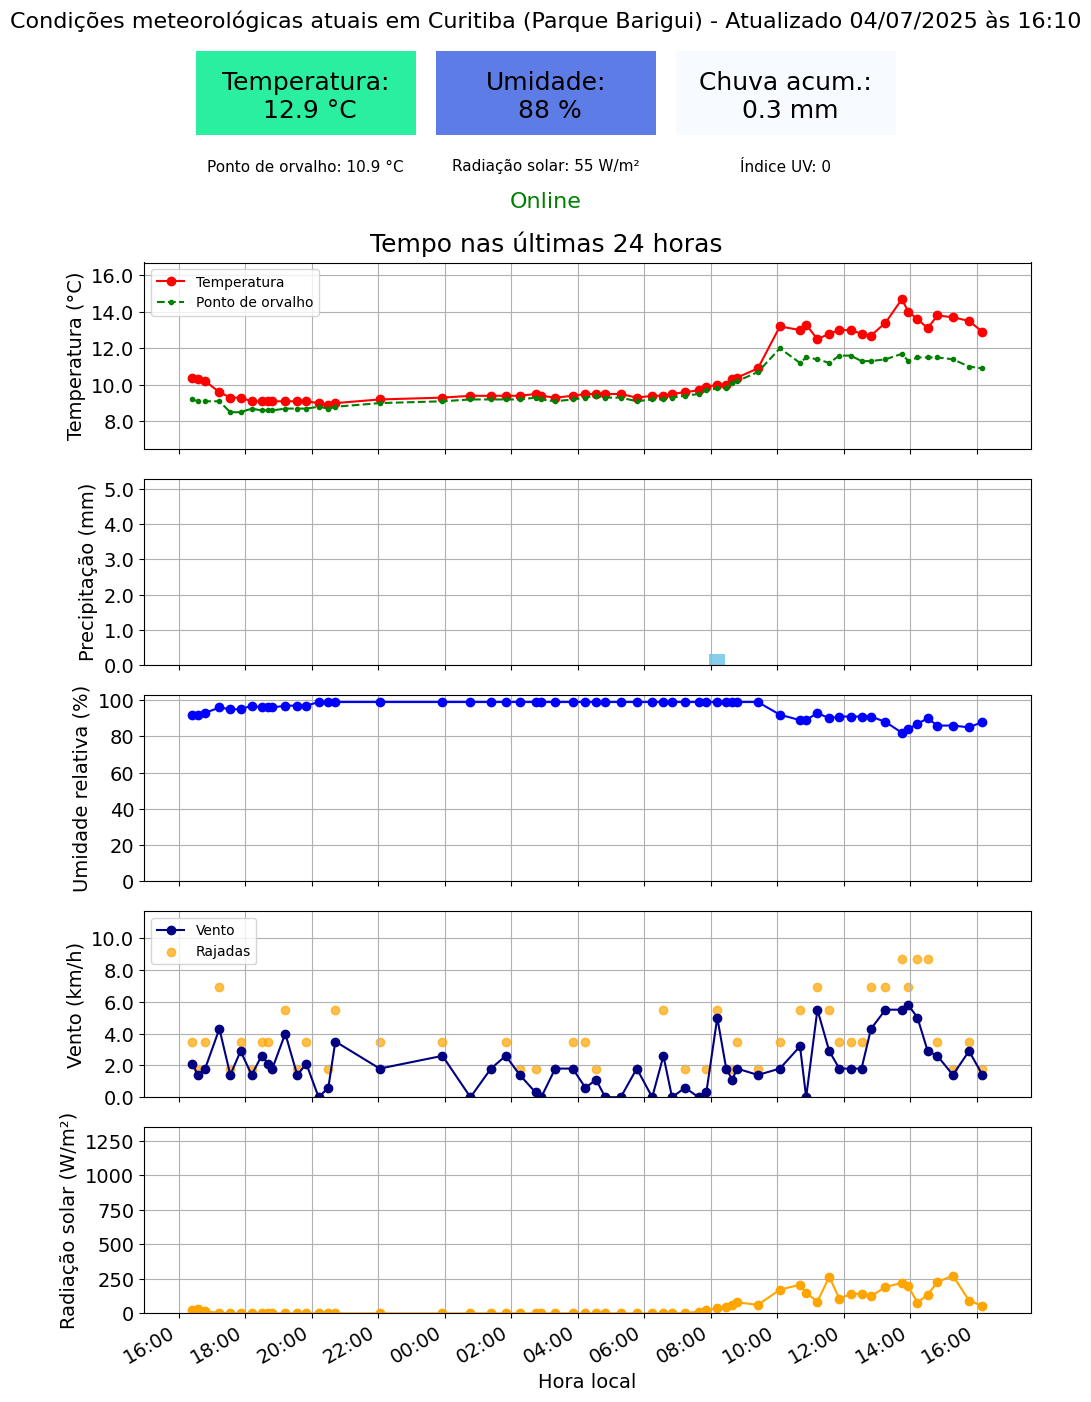 Condições meteorológicas atuais em Curitiba (Parque Barigui) - Atualizado 04/07/2025 às 16:10
Temperatura:
12.9 °C
Umidade:
88 %
Chuva acum.:
0.3 mm
Ponto de orvalho: 10.9 °C
Radiação solar: 55 W/m²
Índice UV: 0
Online
Tempo nas últimas 24 horas
Temperatura (°C)
16.0
14.0
12.0
10.0
8.0
Temperatura
Ponto de orvalho
Precipitação (mm)
5.0
4.0
3.0
2.0
1.0
0.0
Umidade relativa (%)
100
80
60
40
20
0
Vento (km/h)
10.0
8.0
6.0
4.0
2.0
0.0
Vento
Rajadas
Radiação solar (W/m²)
1250
1000
750
500
250
0
16:00
18:00
20:00
22:00
00:00
02:00
04:00
06:00
08:00
10:00
12:00
14:00
16:00
Hora local